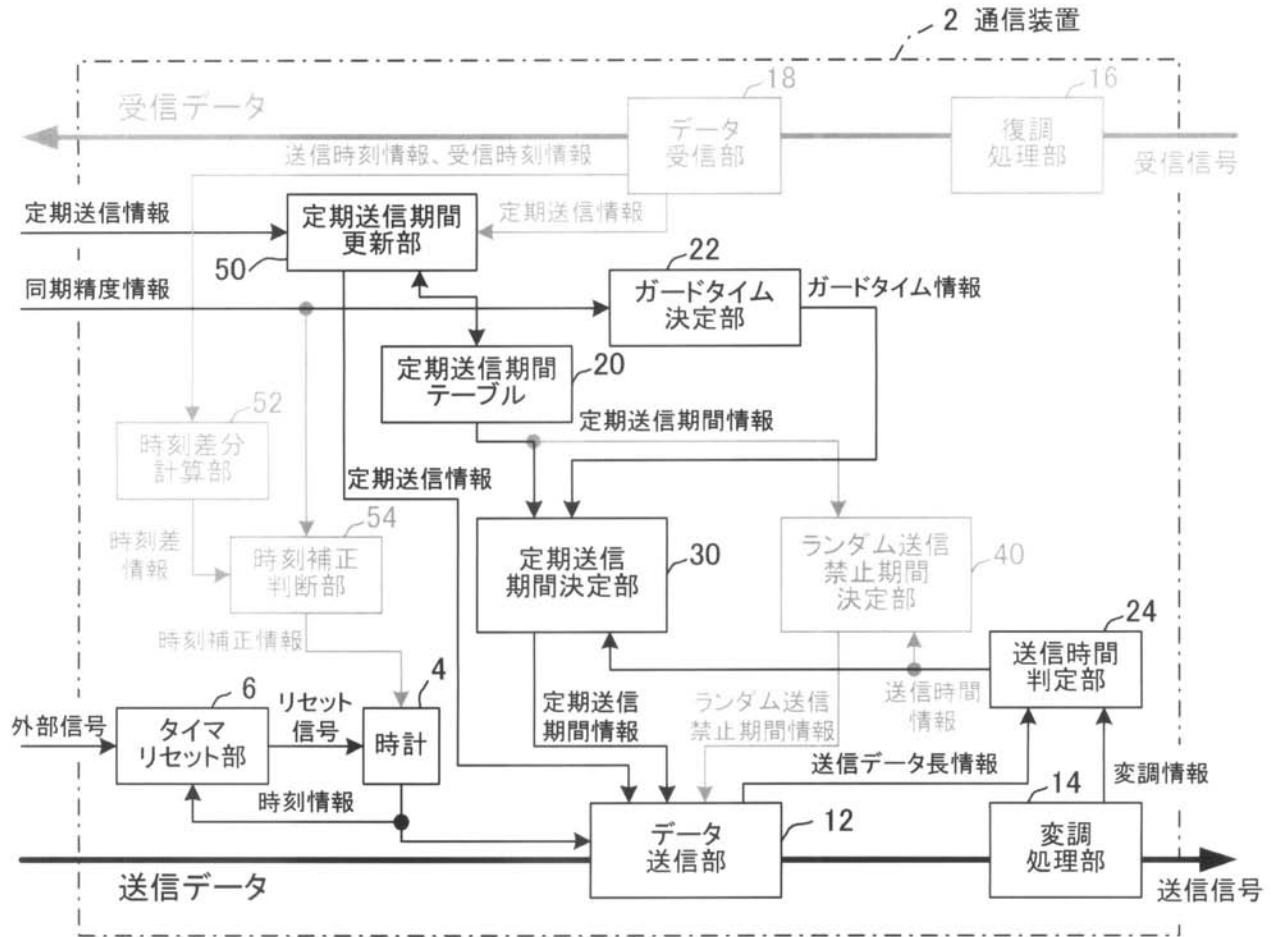 2 通信装置
受信データ
18
データ
受信部
16
復調
処理部
受信信号
送信時刻情報、受信時刻情報
定期送信情報
定期送信期間
更新部
50
定期送信情報
同期精度情報
22
ガードタイム
決定部
ガードタイム情報
定期送信期間
テーブル
20
定期送信期間情報
52
時刻差分
計算部
定期送信情報
時刻差
情報
54
時刻補正
判断部
定期送信
期間決定部
30
ランダム送信
禁止期間
決定部
40
時刻補正情報
24
送信時間
判定部
送信時間
情報
外部信号
6
タイマ
リセット部
リセット
信号
4
時計
定期送信
期間情報
ランダム送信
禁止期間情報
送信データ長情報
変調情報
時刻情報
データ
送信部
12
14
変調
処理部
送信データ
送信信号